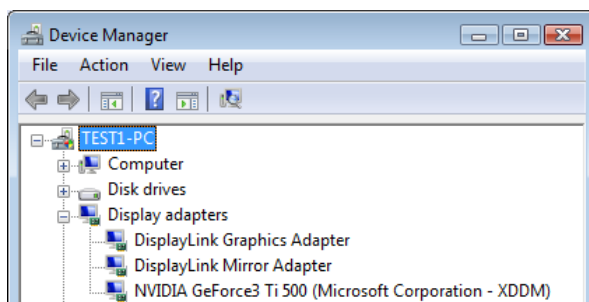 Device Manager
File Action View Help
TEST1-PC
Computer
Disk drives
Display adapters
DisplayLink Graphics Adapter
DisplayLink Mirror Adapter
NVIDIA GeForce3 Ti 500 (Microsoft Corporation - XDDM)